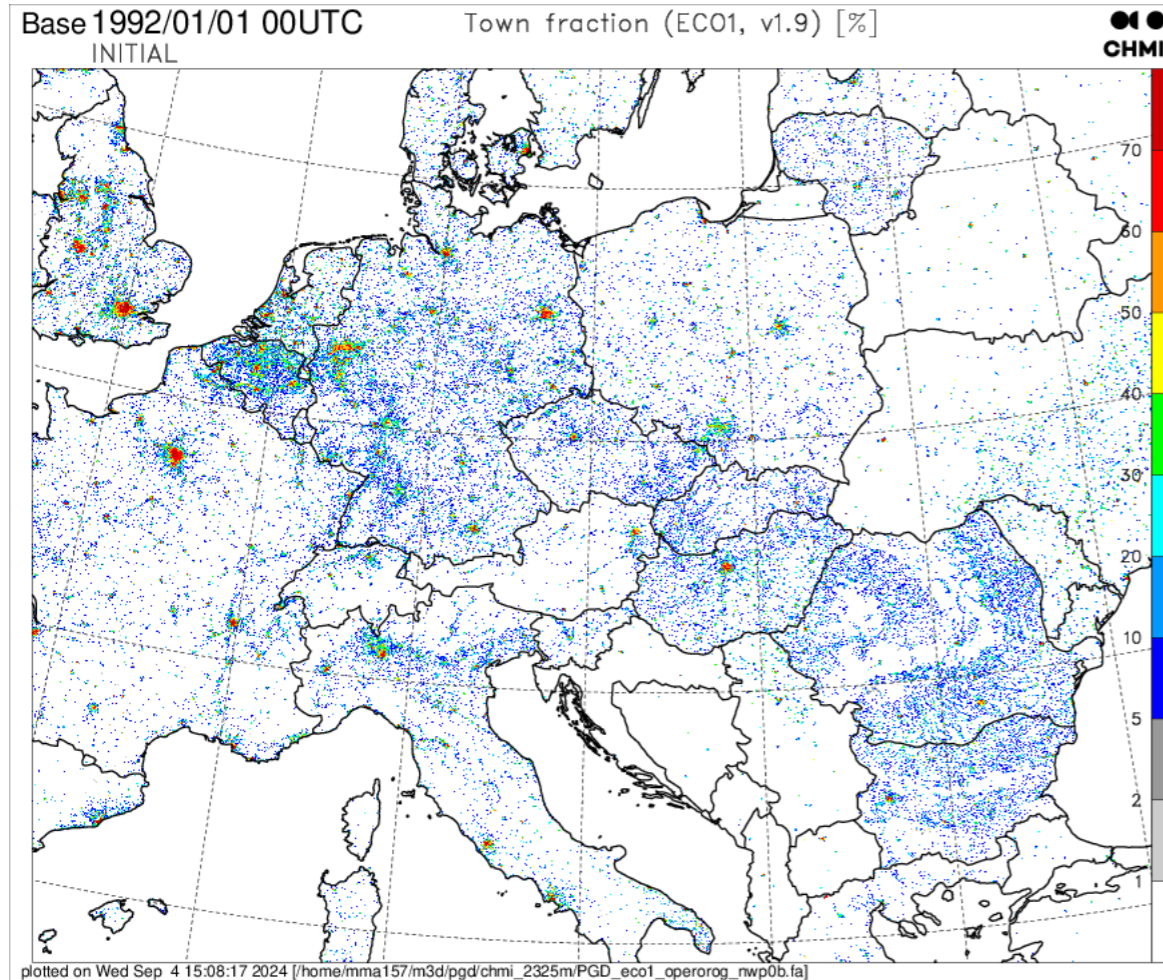 Base 1992/01/01 00UTC
Town fraction (ECO1, v1.9) [%]
INITIAL
CHMI
70
60
50
40
30
20
10
5
2
1
plotted on Wed Sep 4 15:08:17 2024 [/home/mma157/m3d/pgd/chmi_2325m/PGD_eco1_operorog_nwp0b.fa]